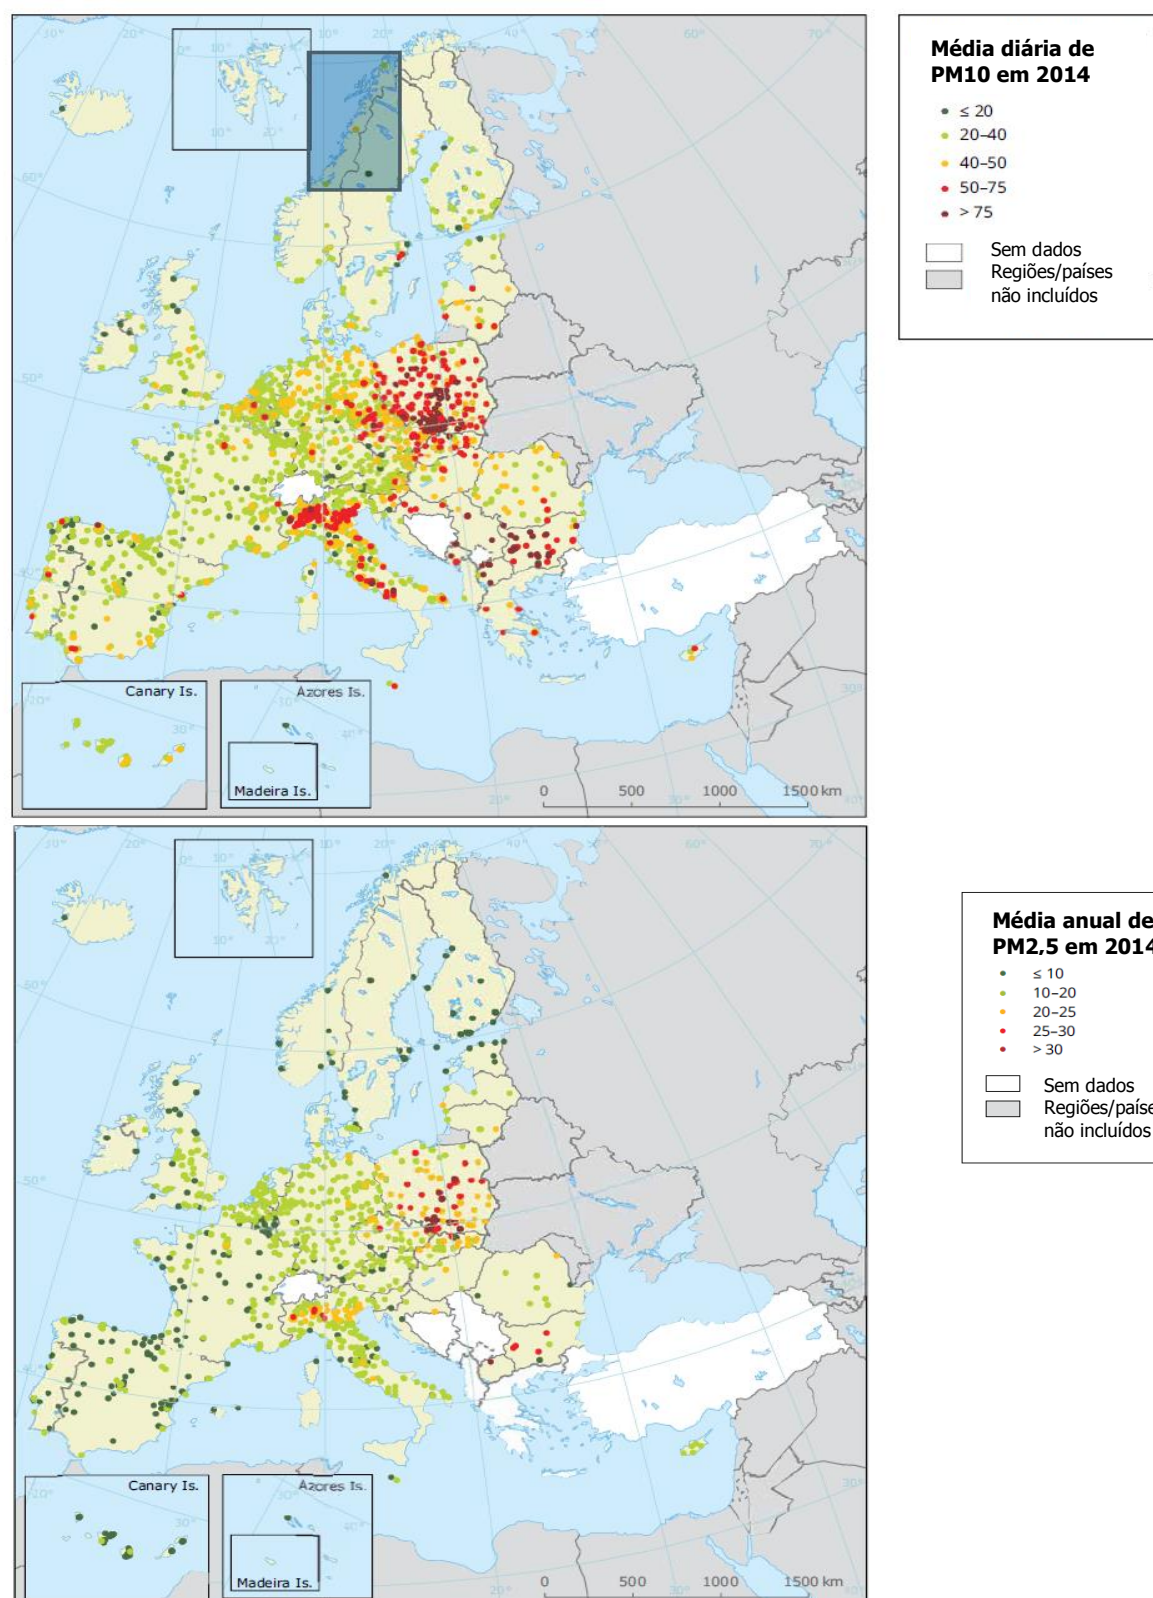 Média diária de
PM10 em 2014
≤ 20
20–40
40–50
50–75
> 75
Sem dados
Regiões/países
não incluídos
Canary Is.
Azores Is.
Madeira Is.
0 500 1000 1500 km
Média anual de
PM2,5 em 2014
≤ 10
10–20
20–25
25–30
> 30
Sem dados
Regiões/paíse
não incluídos
Canary Is.
Azores Is.
Madeira Is.
0 500 1000 1500 km